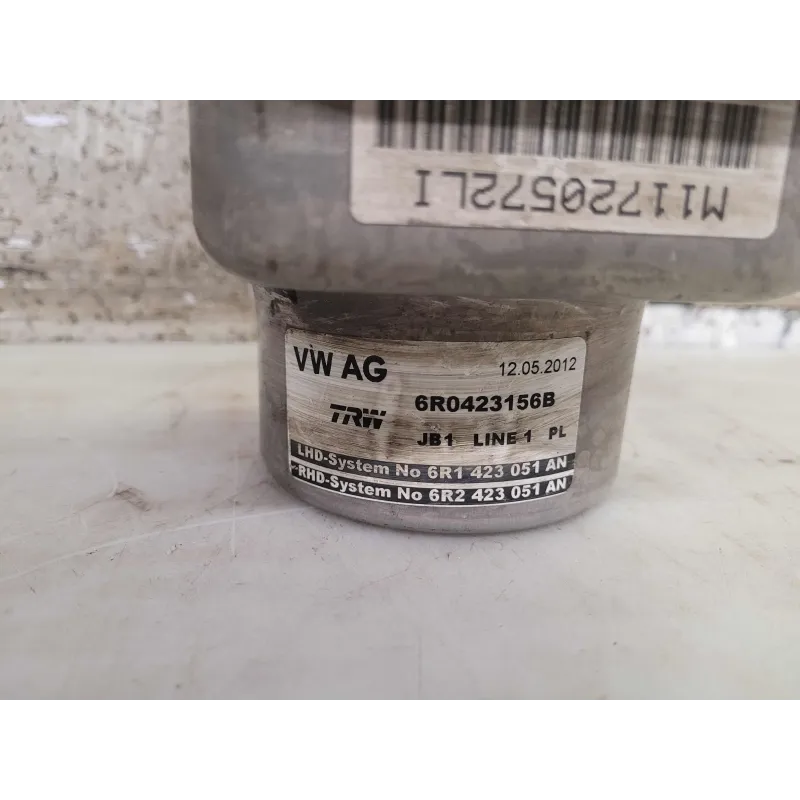 M11720572LI
VW AG 12.05.2012
TRW 6R0423156B
JB1 LINE 1 PL
LHD-System No 6R1 423 051 AN
RHD-System No 6R2 423 051 AN